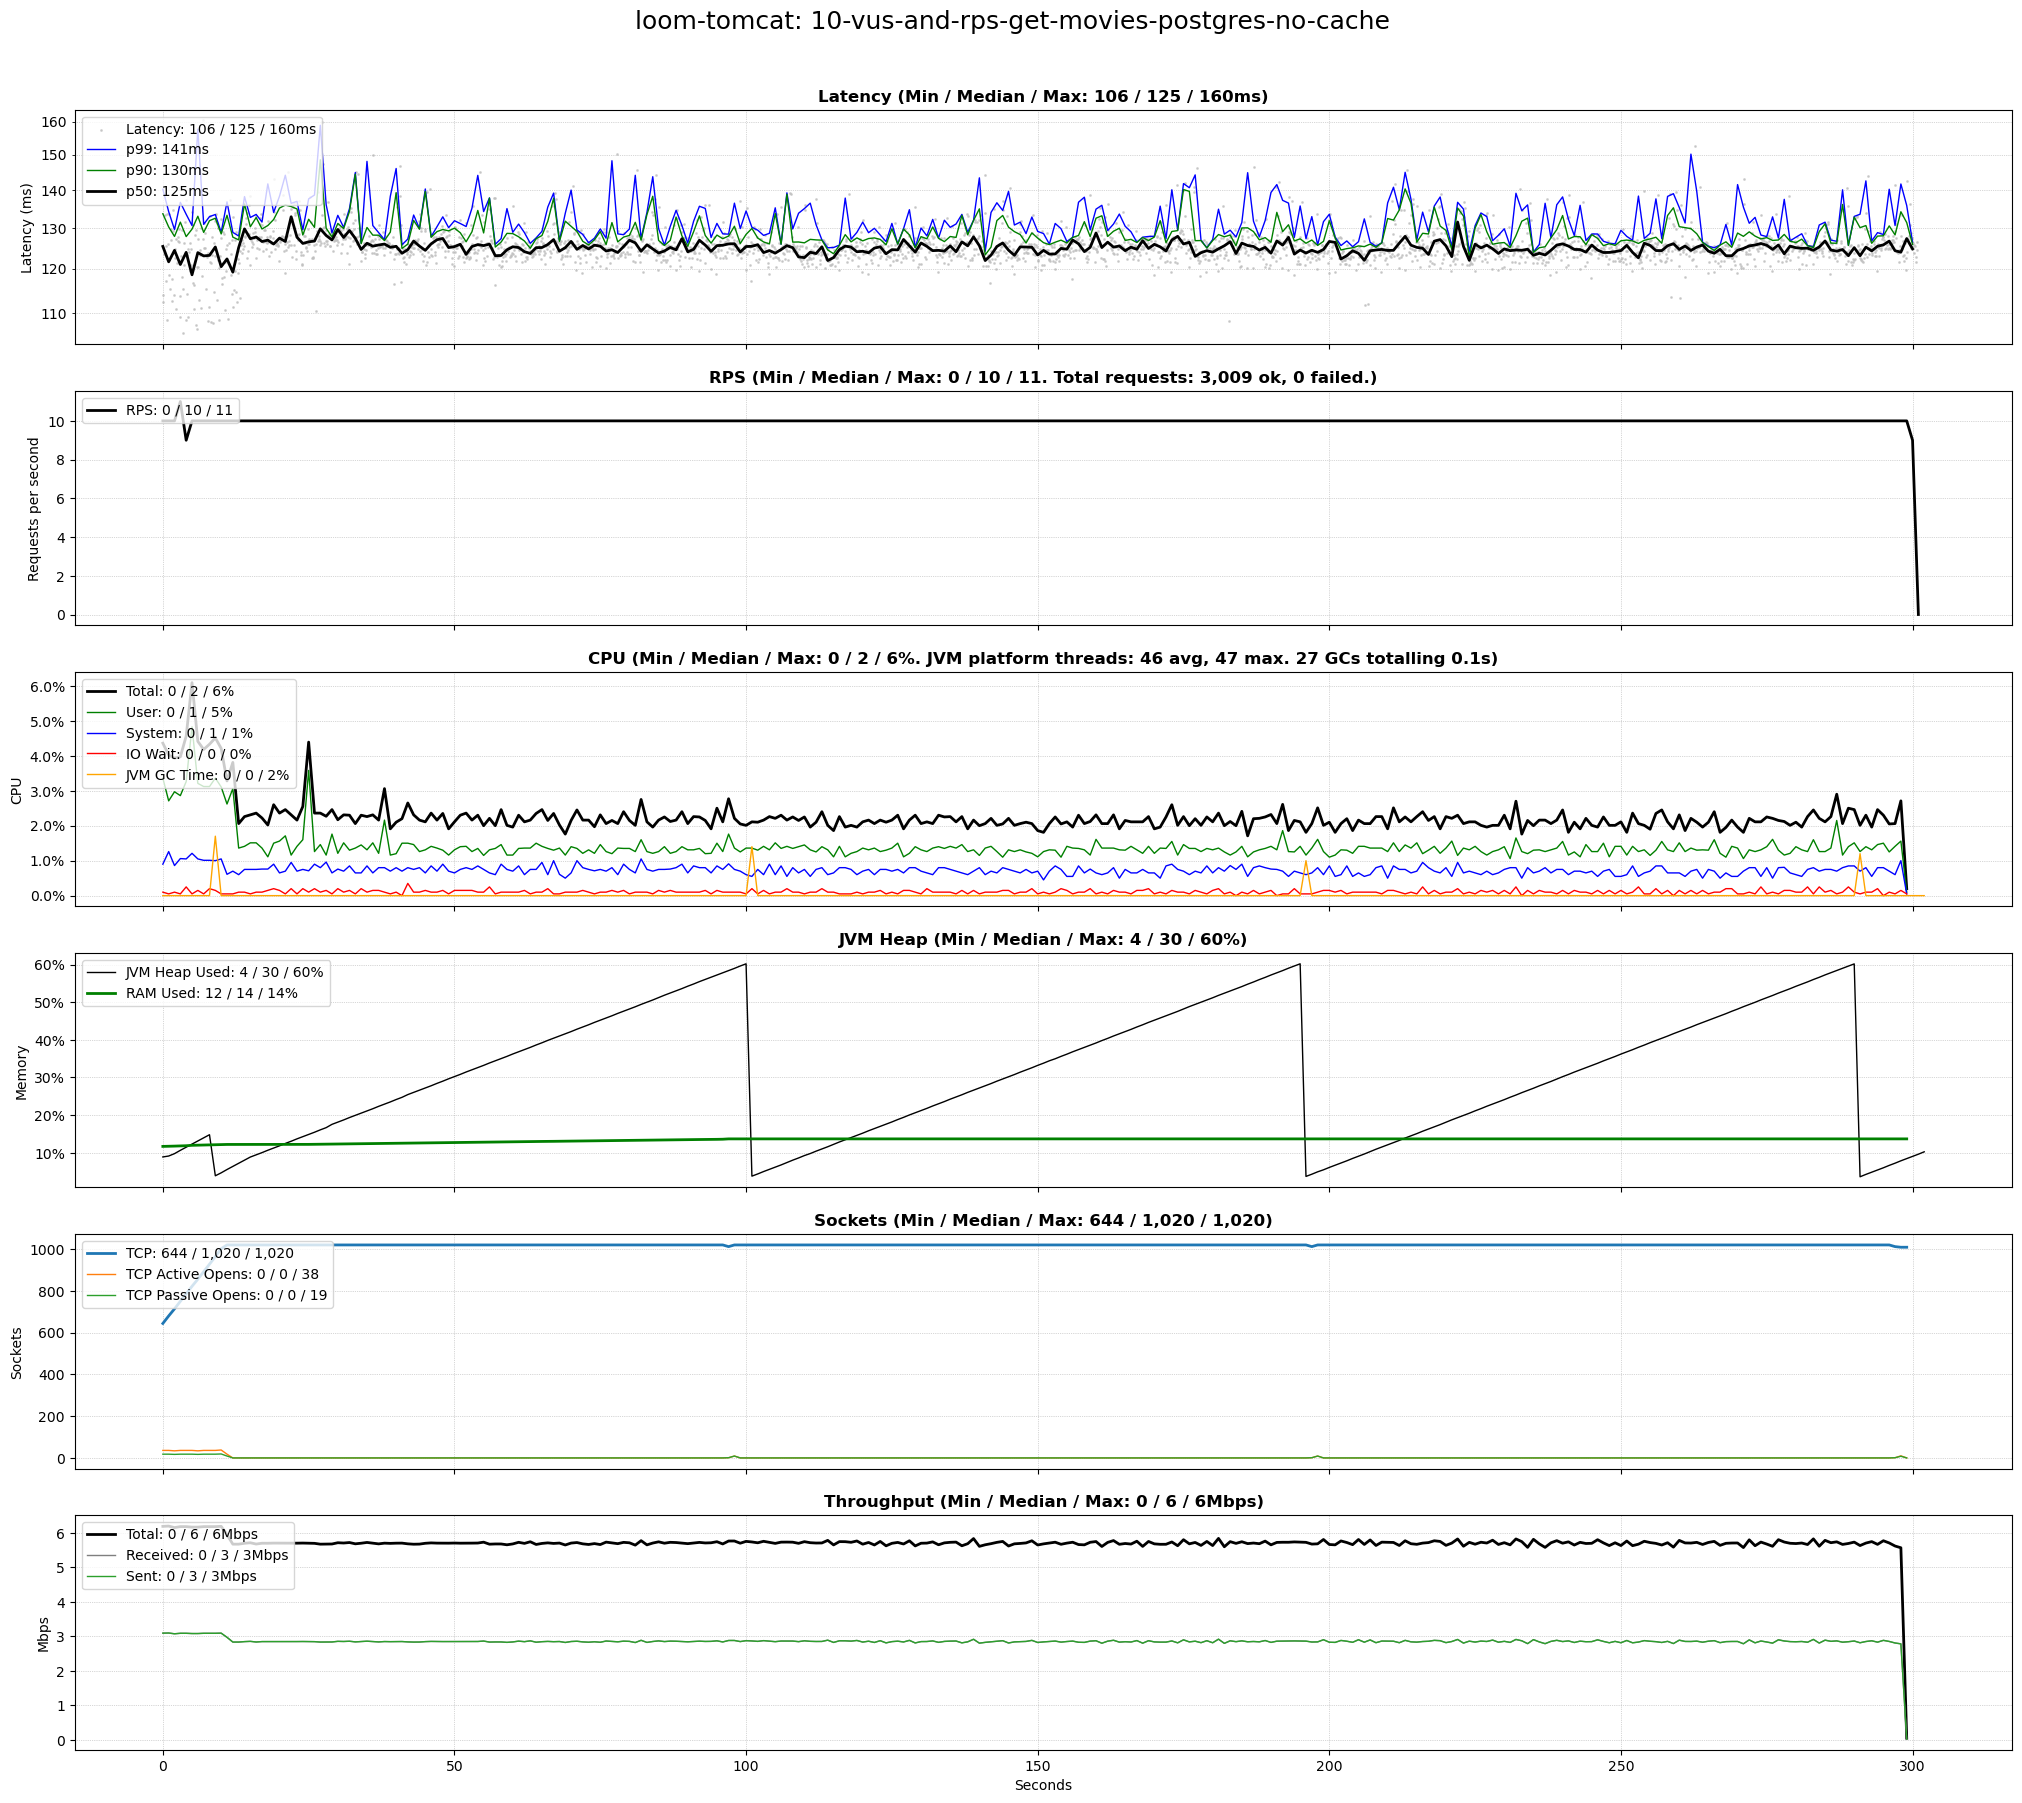 loom-tomcat: 10-vus-and-rps-get-movies-postgres-no-cache
Latency (Min / Median / Max: 106 / 125 / 160ms)
Latency (ms)
160
150
140
130
120
110
Latency: 106 / 125 / 160ms
p99: 141ms
p90: 130ms
p50: 125ms
RPS (Min / Median / Max: 0 / 10 / 11. Total requests: 3,009 ok, 0 failed.)
Requests per second
10
8
6
4
2
0
RPS: 0 / 10 / 11
CPU (Min / Median / Max: 0 / 2 / 6%. JVM platform threads: 46 avg, 47 max. 27 GCs totalling 0.1s)
CPU
6.0%
5.0%
4.0%
3.0%
2.0%
1.0%
0.0%
Total: 0 / 2 / 6%
User: 0 / 1 / 5%
System: 0 / 1 / 1%
IO Wait: 0 / 0 / 0%
JVM GC Time: 0 / 0 / 2%
JVM Heap (Min / Median / Max: 4 / 30 / 60%)
Memory
60%
50%
40%
30%
20%
10%
JVM Heap Used: 4 / 30 / 60%
RAM Used: 12 / 14 / 14%
Sockets (Min / Median / Max: 644 / 1,020 / 1,020)
Sockets
1000
800
600
400
200
0
TCP: 644 / 1,020 / 1,020
TCP Active Opens: 0 / 0 / 38
TCP Passive Opens: 0 / 0 / 19
Throughput (Min / Median / Max: 0 / 6 / 6Mbps)
Mbps
6
5
4
3
2
1
0
Total: 0 / 6 / 6Mbps
Received: 0 / 3 / 3Mbps
Sent: 0 / 3 / 3Mbps
0 50 100 150 200 250 300
Seconds